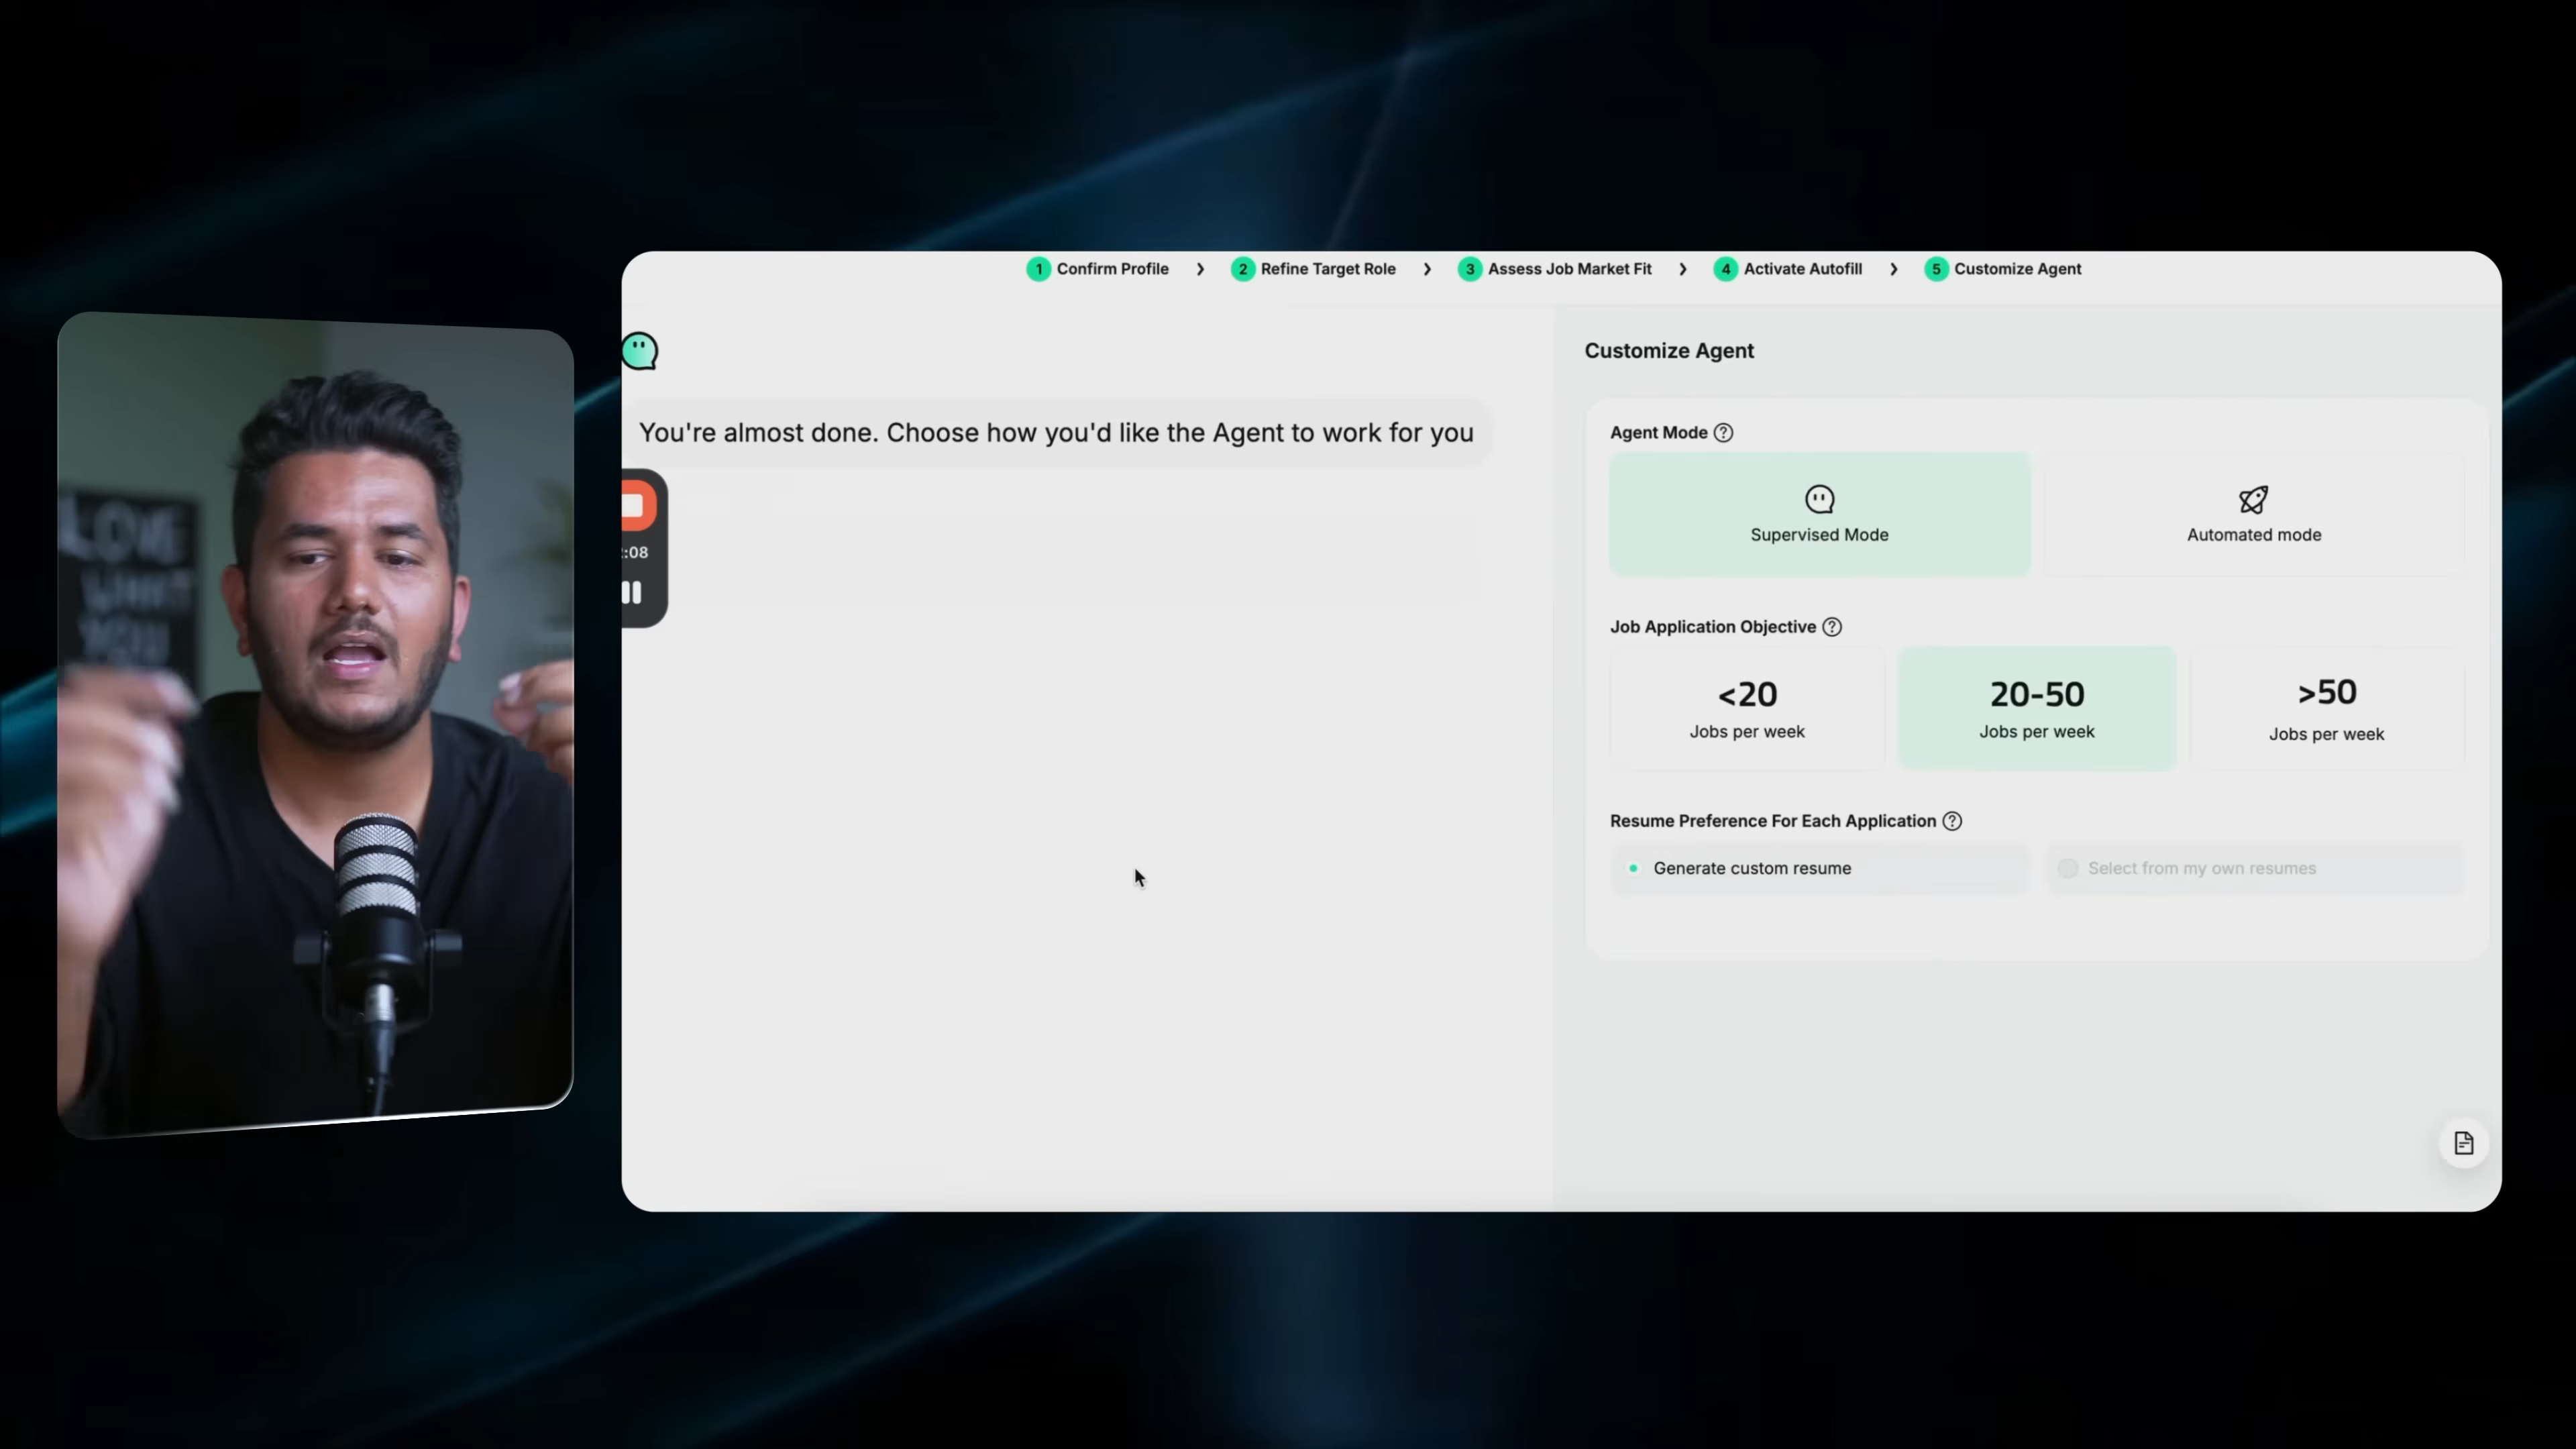 1 Confirm Profile › 2 Refine Target Role › 3 Assess Job Market Fit › 4 Activate Autofill › 5 Customize Agent
You're almost done. Choose how you'd like the Agent to work for you
:08
Customize Agent
Agent Mode ?
Supervised Mode
Automated mode
Job Application Objective ?
<20
Jobs per week
20-50
Jobs per week
>50
Jobs per week
Resume Preference For Each Application ?
Generate custom resume
Select from my own resumes
LOVE
WHAT
YOU